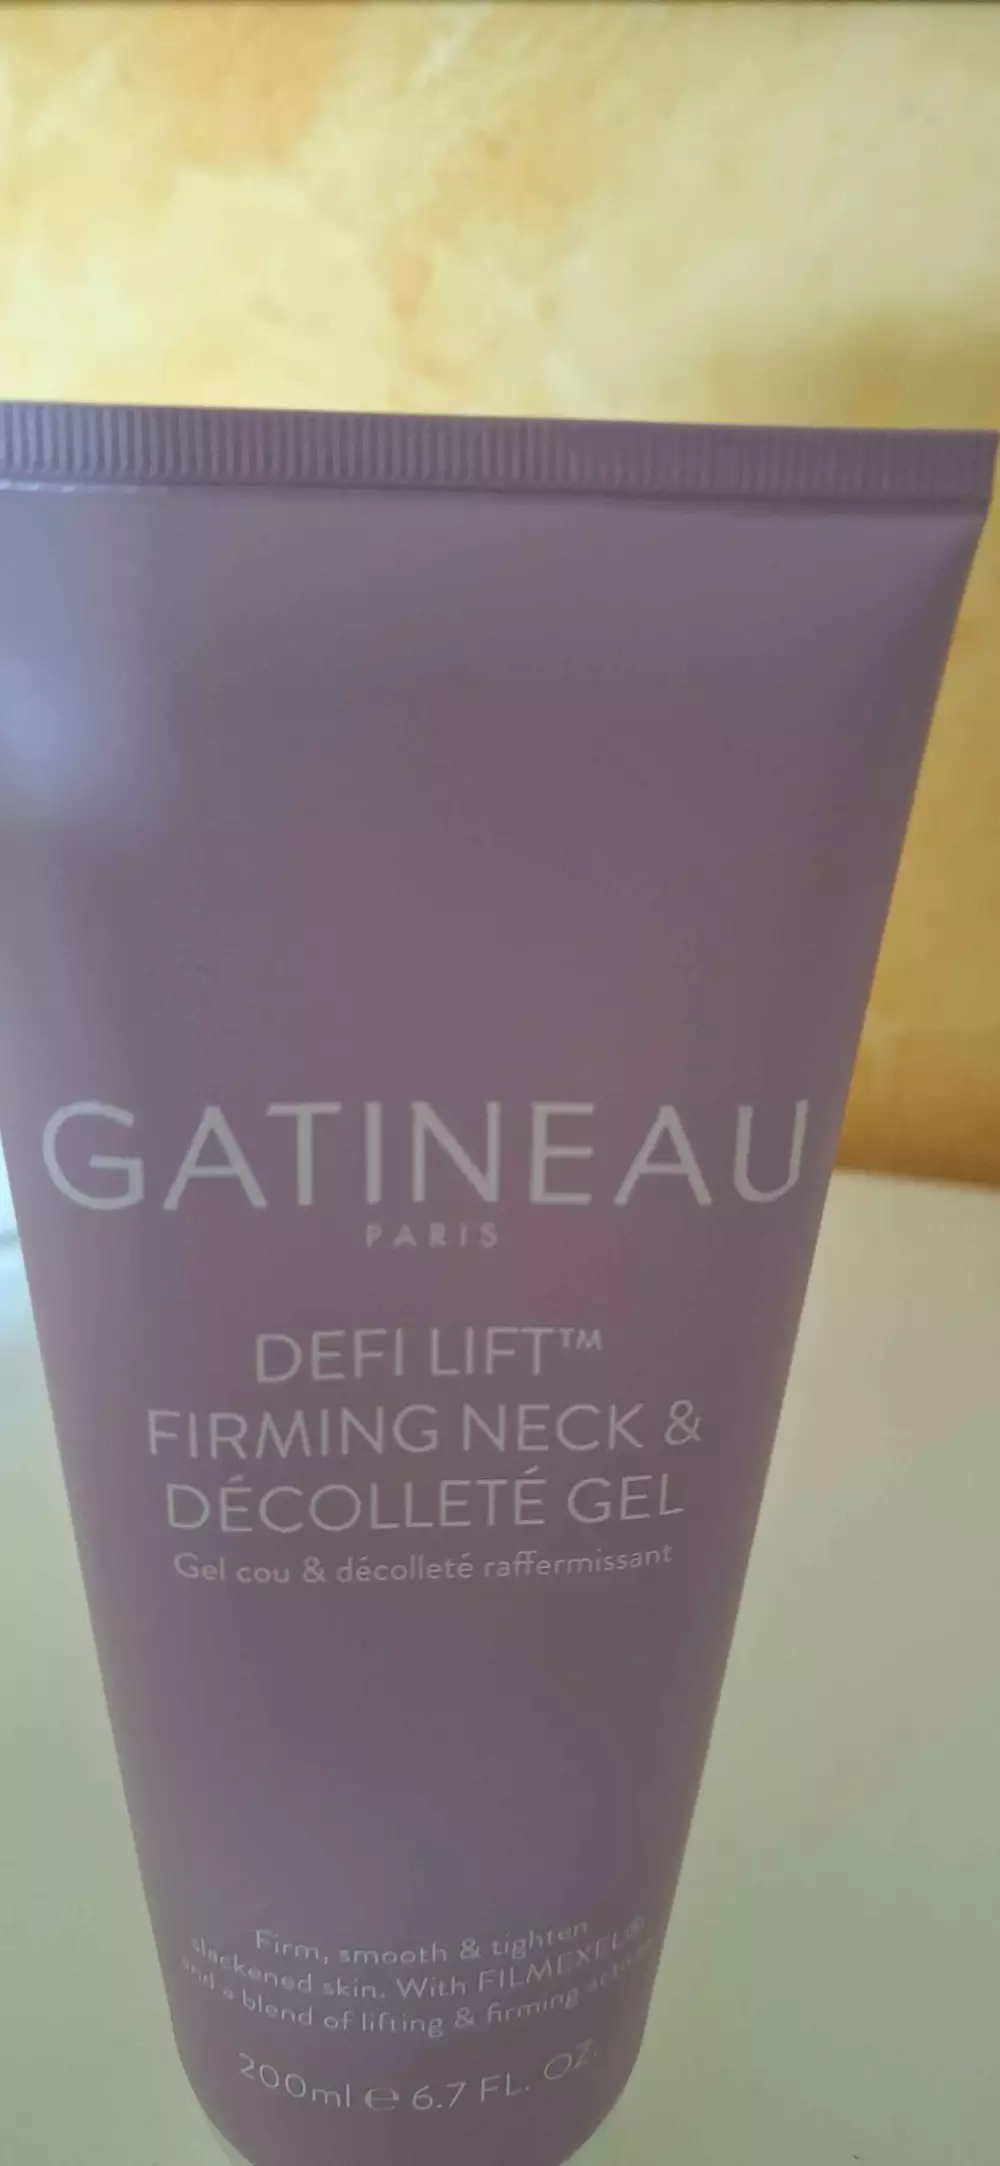 GATINEAU
PARIS
DEFI LIFT™
FIRMING NECK &
DÉCOLLETÉ GEL
Gel cou & décolleté raffermissant
Firm, smooth & tighten
slackened skin. With FILMEXEL®
and a blend of lifting & firming
200ml ℮ 6.7 FL. OZ.